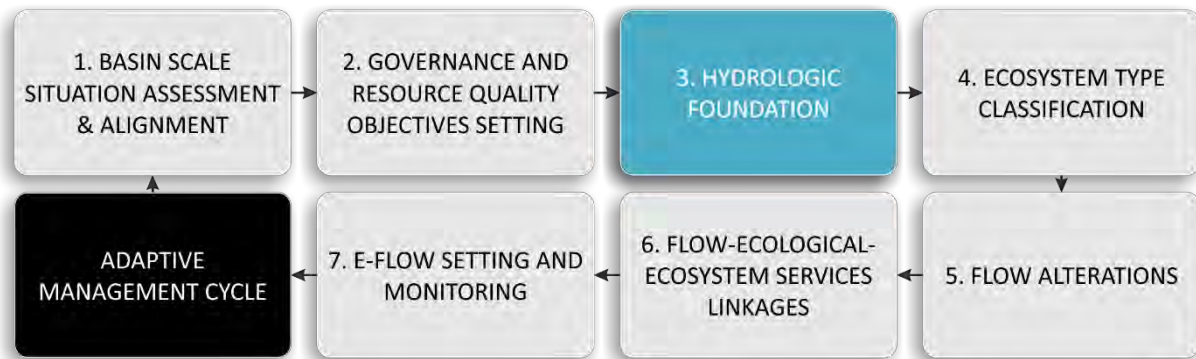 1. BASIN SCALE
SITUATION ASSESSMENT
& ALIGNMENT
2. GOVERNANCE AND
RESOURCE QUALITY
OBJECTIVES SETTING
3. HYDROLOGIC
FOUNDATION
4. ECOSYSTEM TYPE
CLASSIFICATION
ADAPTIVE
MANAGEMENT CYCLE
7. E-FLOW SETTING AND
MONITORING
6. FLOW-ECOLOGICAL-
ECOSYSTEM SERVICES
LINKAGES
5. FLOW ALTERATIONS